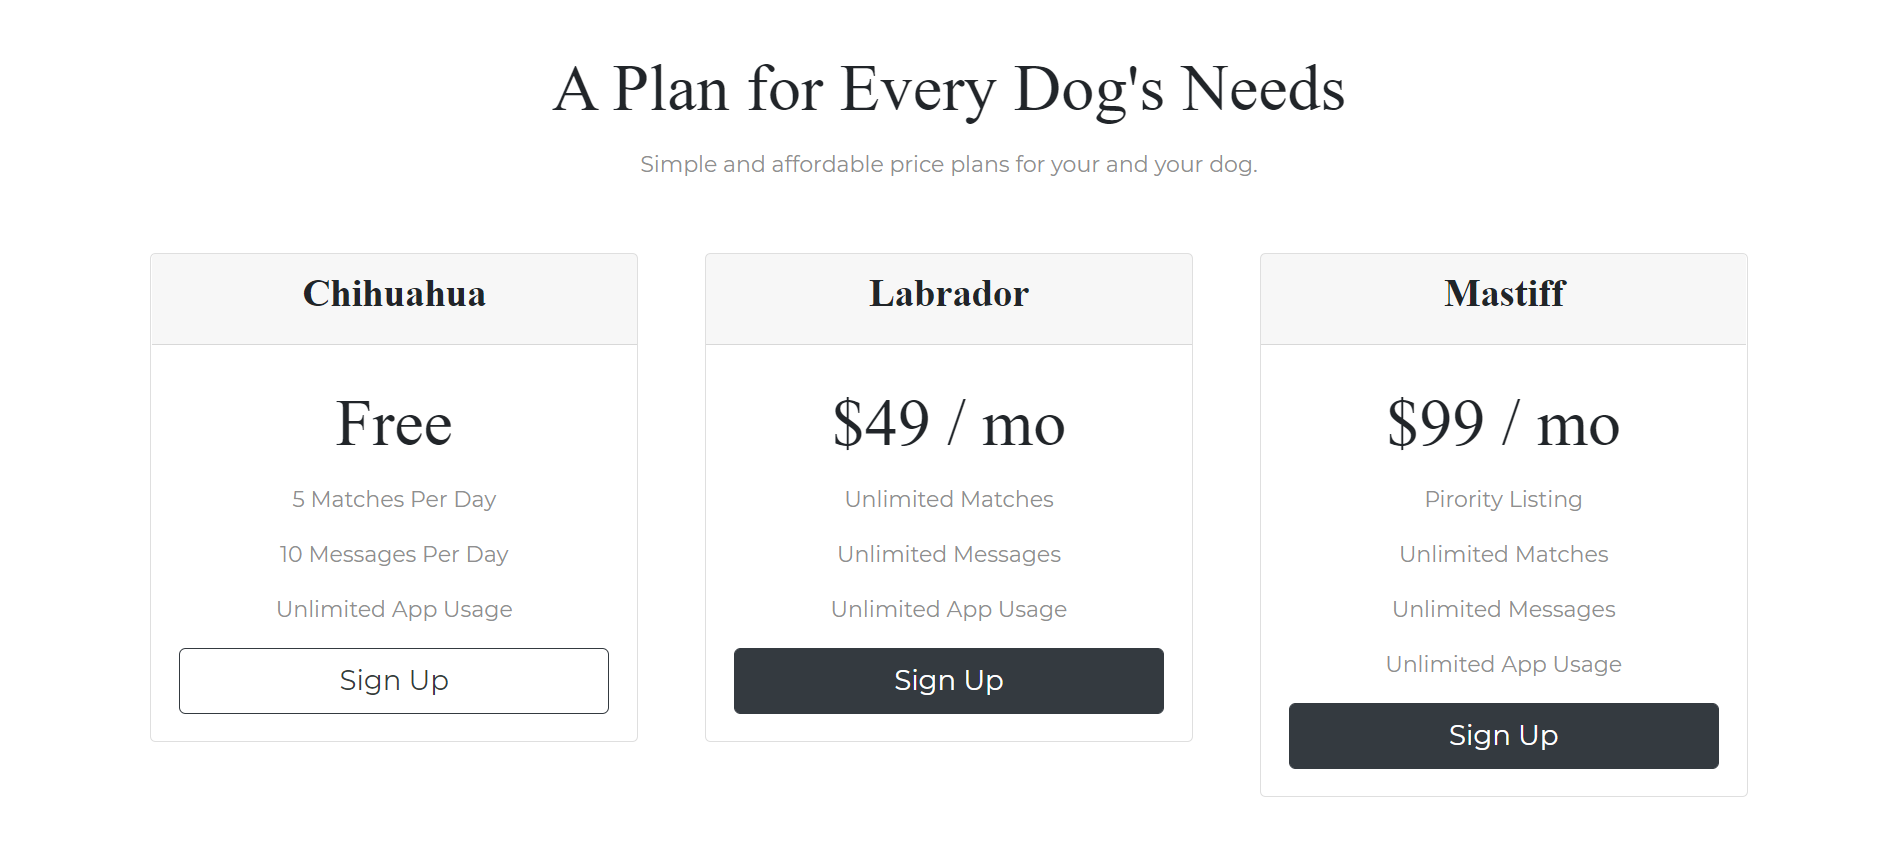 A Plan for Every Dog's Needs
Simple and affordable price plans for your and your dog.
Chihuahua
Free
5 Matches Per Day
10 Messages Per Day
Unlimited App Usage
Sign Up
Labrador
$49 / mo
Unlimited Matches
Unlimited Messages
Unlimited App Usage
Sign Up
Mastiff
$99 / mo
Pirority Listing
Unlimited Matches
Unlimited Messages
Unlimited App Usage
Sign Up